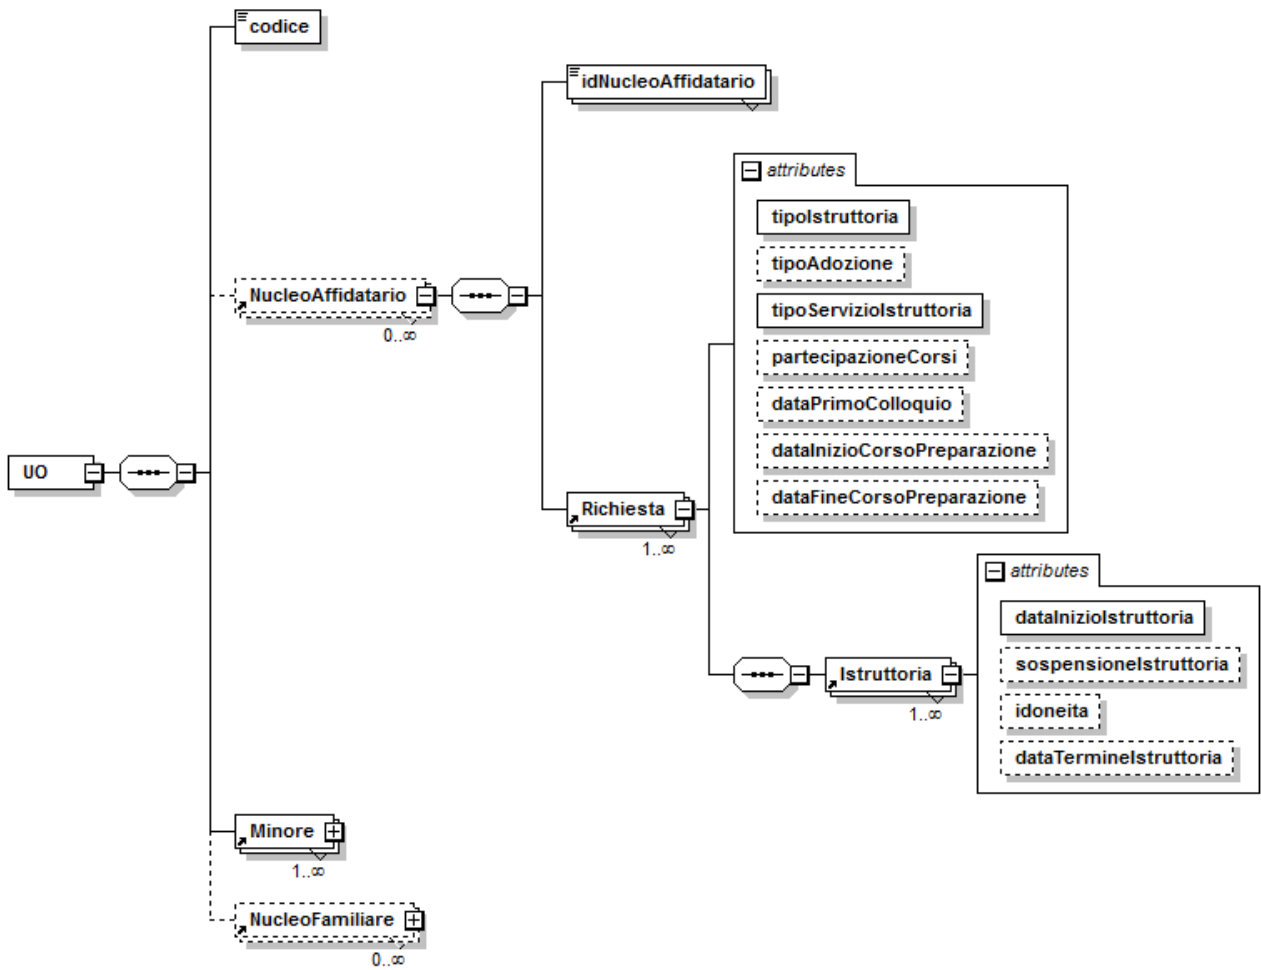 codice
idNucleoAffidatario
attributes
tipoIstruttoria
tipoAdozione
tipoServizioIstruttoria
partecipazioneCorsi
dataPrimoColloquio
dataInizioCorsoPreparazione
dataFineCorsoPreparazione
NucleoAffidatario
0..∞
UO
Richiesta
1..∞
attributes
dataInizioIstruttoria
sospensioneIstruttoria
idoneita
dataTermineIstruttoria
Istruttoria
1..∞
Minore
1..∞
NucleoFamiliare
0..∞